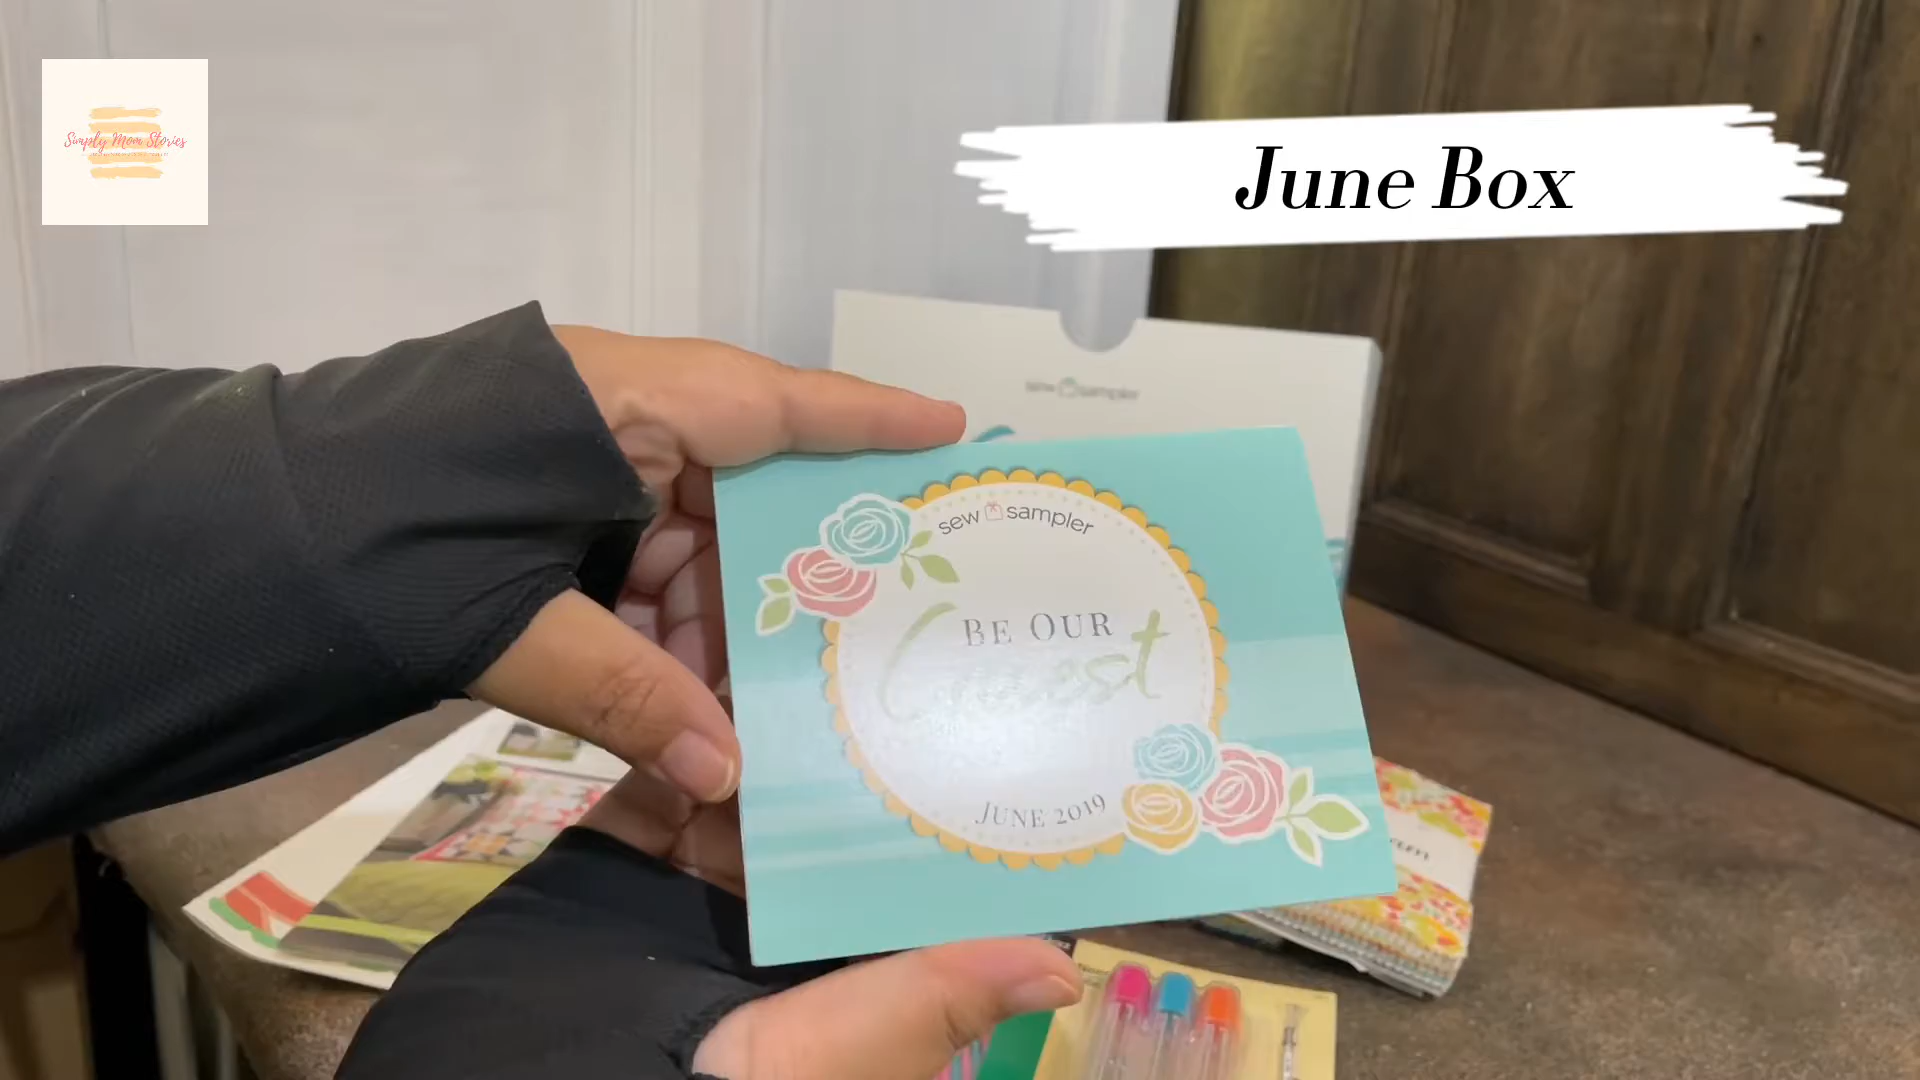 Simply Mom Stories
June Box
sew sampler
sew sampler
BE OUR
Guest
JUNE 2019